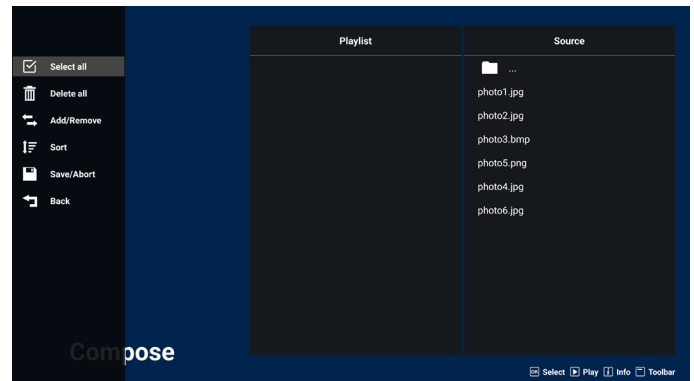 Select all
Delete all
Add/Remove
Sort
Save/Abort
Back
Compose
Playlist
Source
...
photo1.jpg
photo2.jpg
photo3.bmp
photo5.png
photo4.jpg
photo6.jpg
OK Select Play i Info Toolbar